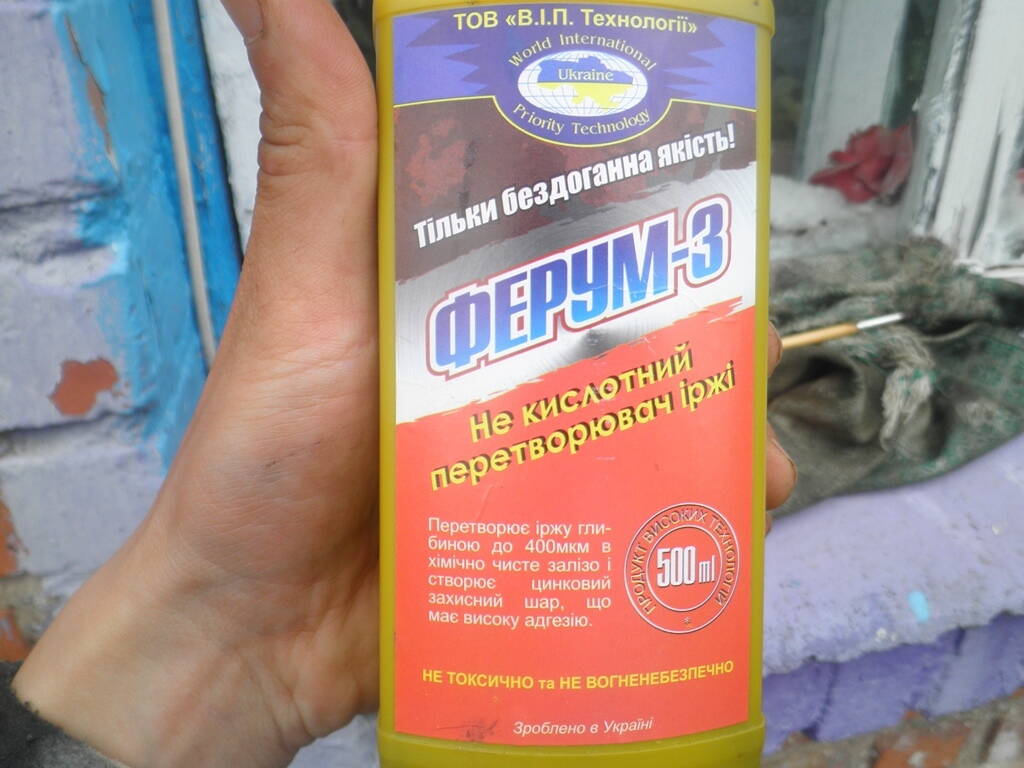 ТОВ «В.І.П. Технології»
World International
Ukraine
Priority Technology
Тільки бездоганна якість!
ФЕРУМ-3
Не кислотний
перетворювач іржі
Перетворює іржу гли-
биною до 400мкм в
хімічно чисте залізо і
створює цинковий
захисний шар, що
має високу адгезію.
ПРОДУКТ ВИСОКИХ ТЕХНОЛОГІЙ
500 ml
*
НЕ ТОКСИЧНО та НЕ ВОГНЕНЕБЕЗПЕЧНО
Зроблено в Україні